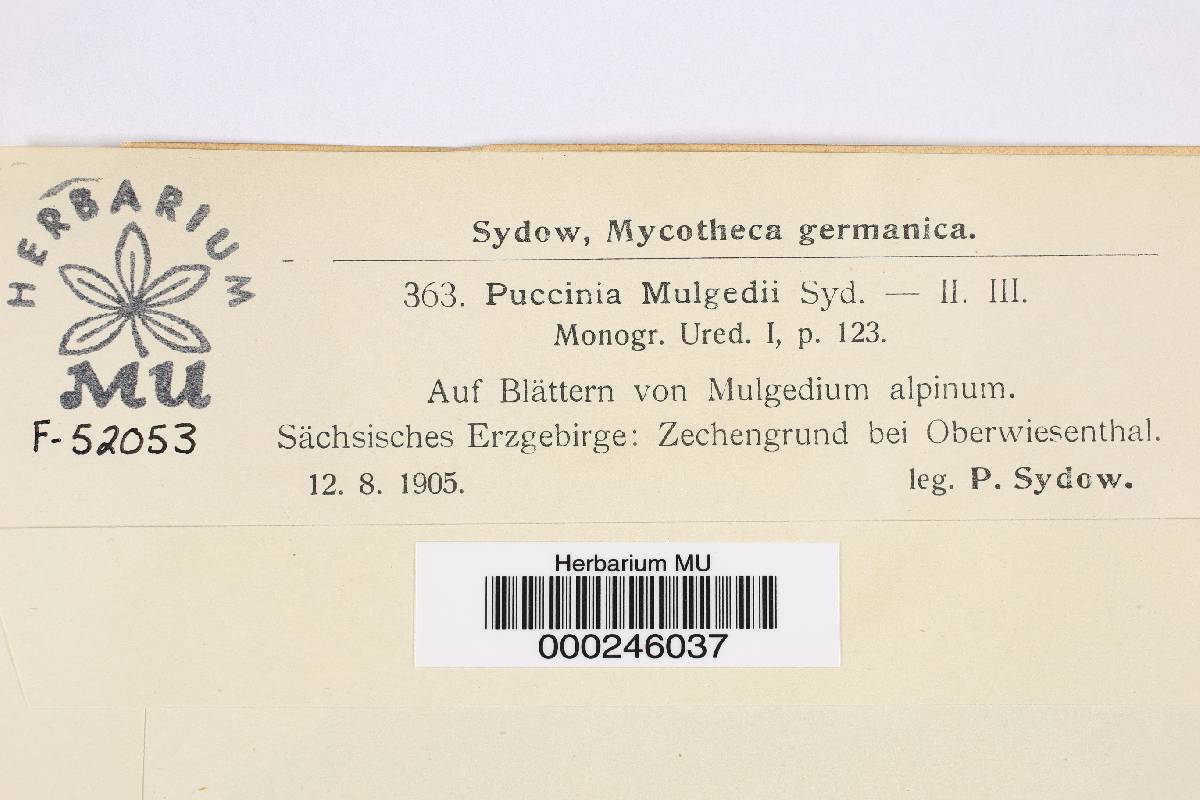 HERBARIUM
MU
F-52053
Sydow, Mycotheca germanica.
363. Puccinia Mulgedii Syd. — II. III.
Monogr. Ured. I, p. 123.
Auf Blättern von Mulgedium alpinum.
Sächsisches Erzgebirge: Zechengrund bei Oberwiesenthal.
12. 8. 1905. leg. P. Sydow.
Herbarium MU
000246037